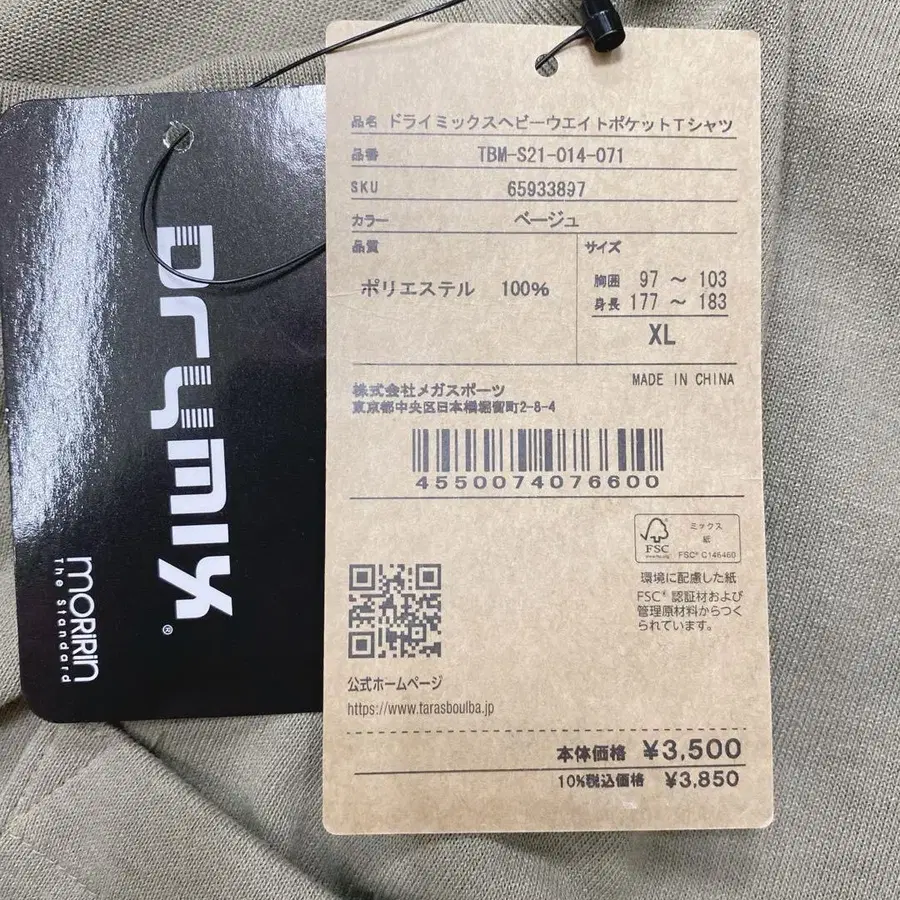 Drymix®
MORIRIN
The Standard
品名 ドライミックスヘビーウエイトポケットTシャツ
品番 TBM-S21-014-071
SKU 65933897
カラー ベージュ
品質
ポリエステル 100%
サイズ
胸囲 97 ～ 103
身長 177 ～ 183
XL
MADE IN CHINA
株式会社メガスポーツ
東京都中央区日本橋堀留町2-8-4
4550074076600
FSC
ミックス
紙
FSC® C146460
環境に配慮した紙
FSC® 認証材および
管理原材料からつく
られています。
公式ホームページ
https://www.tarasboulba.jp
本体価格 ¥3,500
10%税込価格 ¥3,850